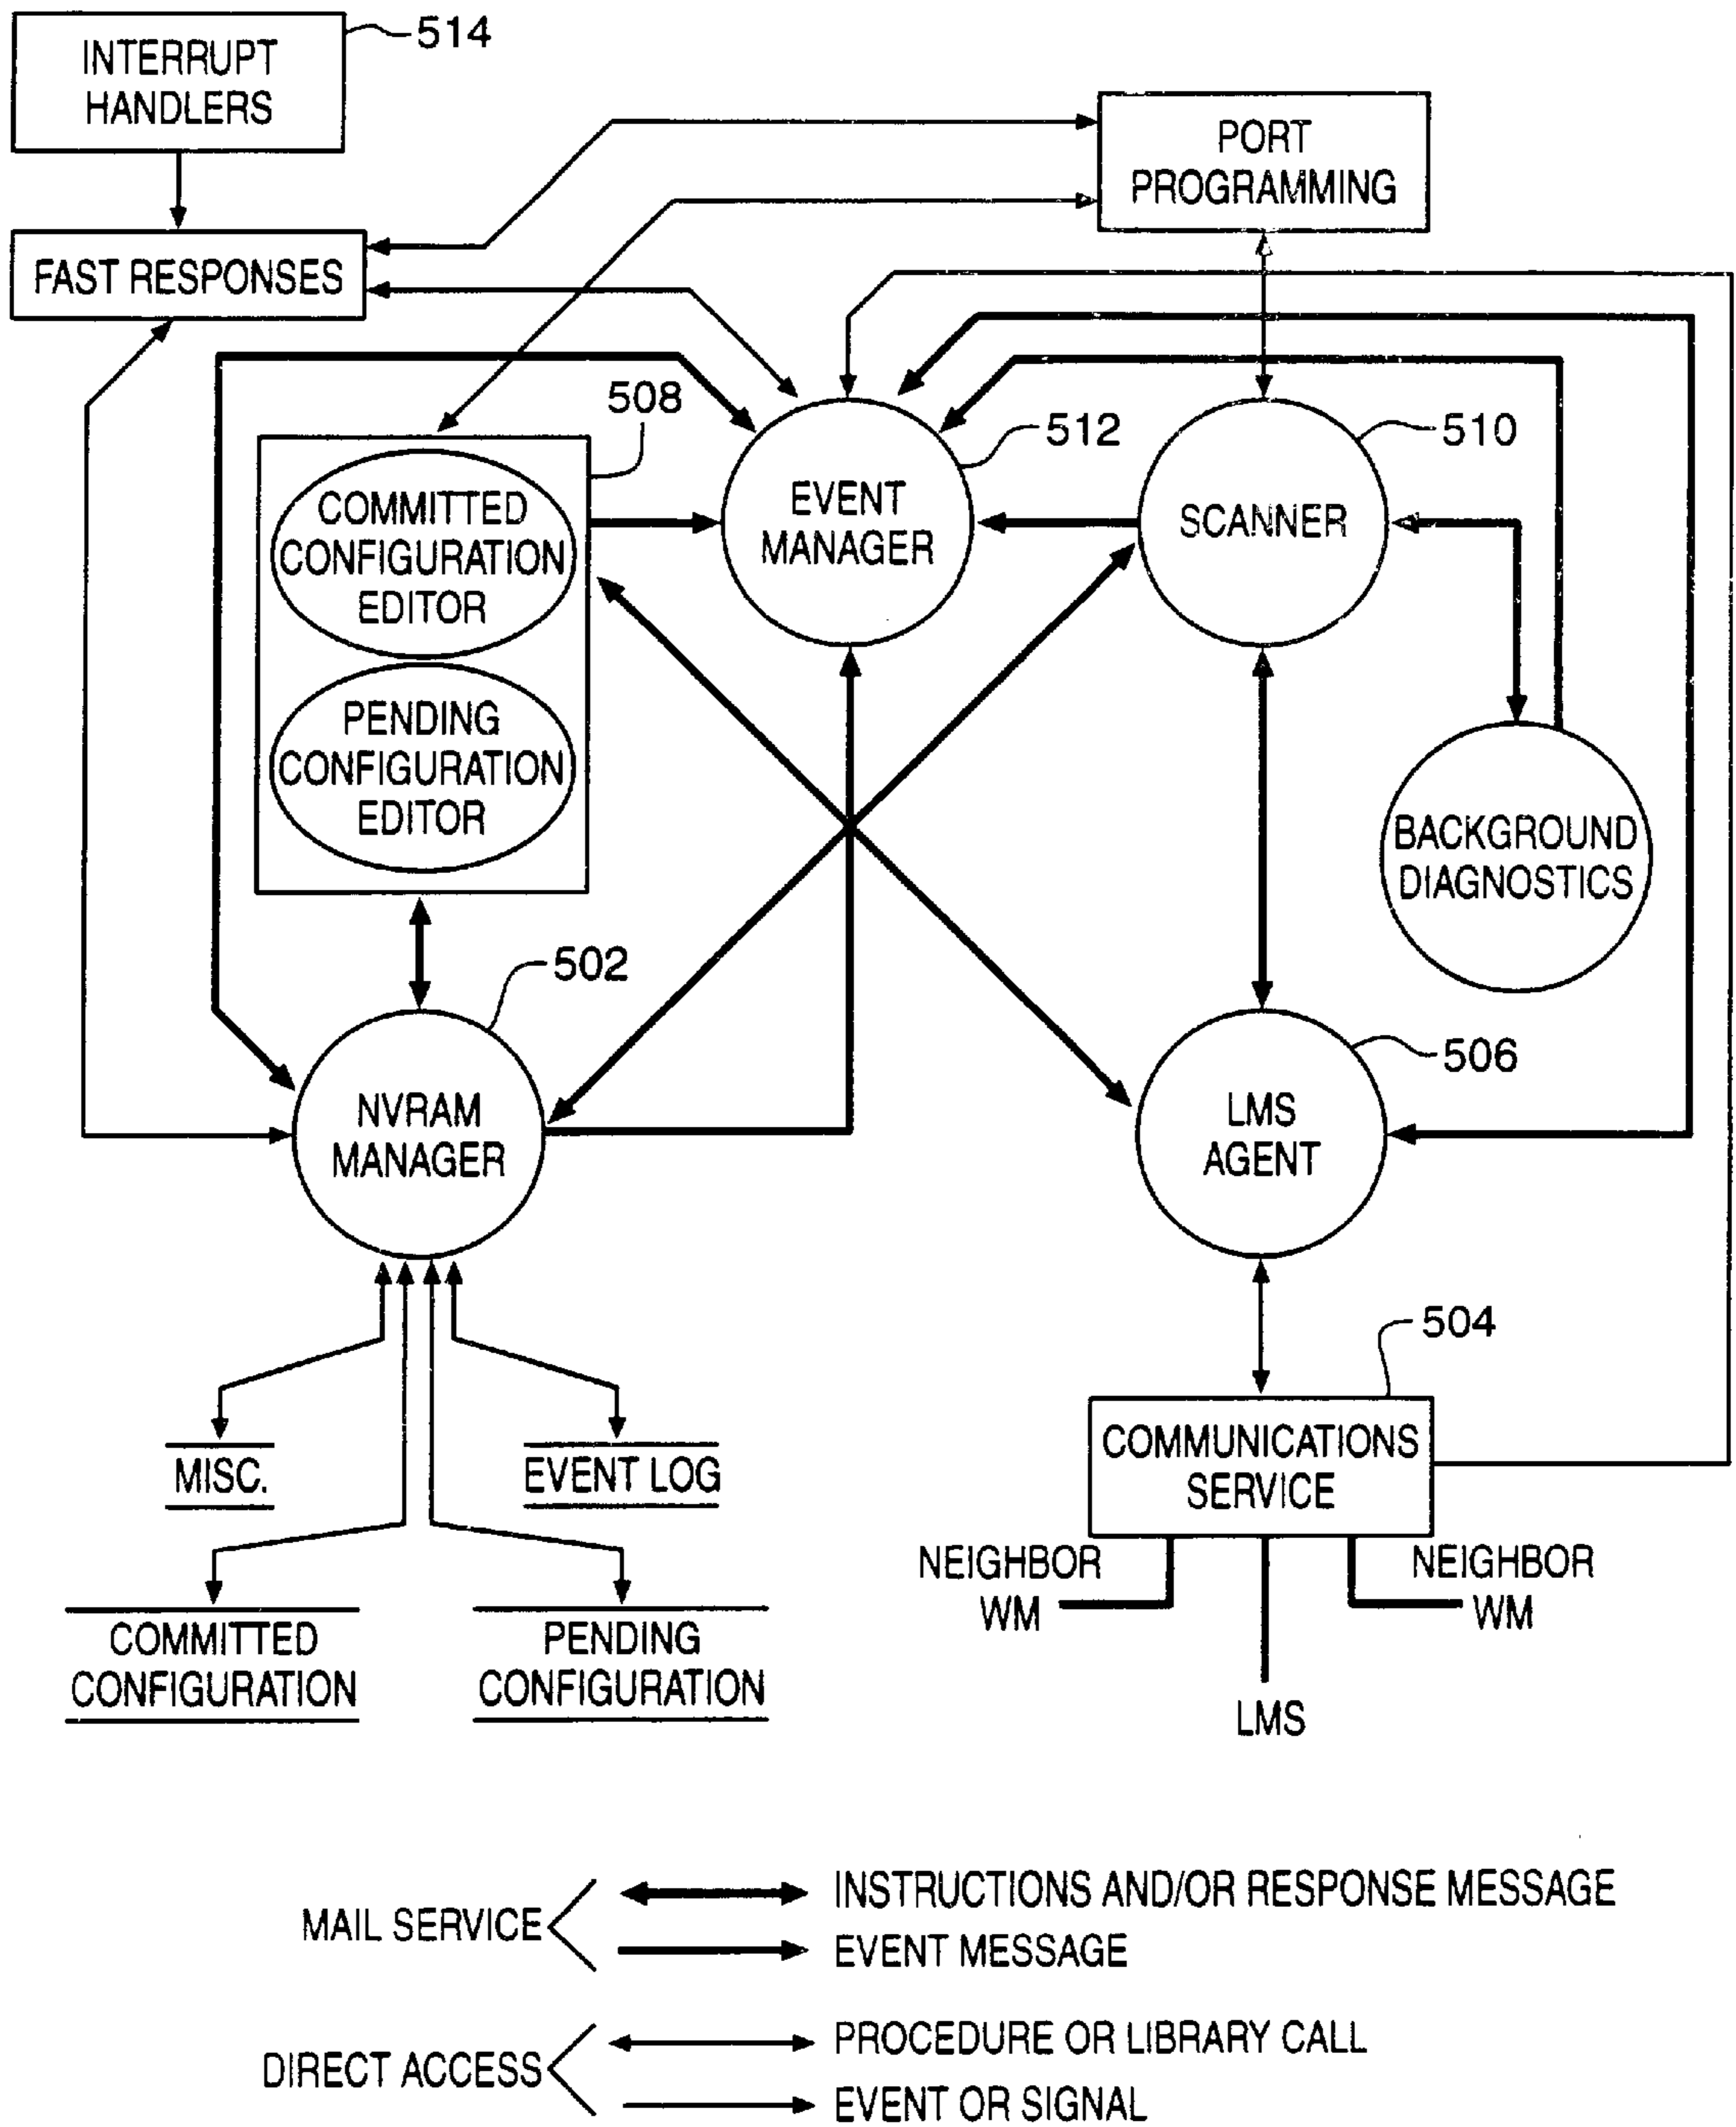 INTERRUPT
HANDLERS
514
PORT
PROGRAMMING
FAST RESPONSES
508
512
510
COMMITTED
CONFIGURATION
EDITOR
EVENT
MANAGER
SCANNER
PENDING
CONFIGURATION
EDITOR
BACKGROUND
DIAGNOSTICS
502
506
NVRAM
MANAGER
LMS
AGENT
504
COMMUNICATIONS
SERVICE
MISC.
EVENT LOG
NEIGHBOR
WM
NEIGHBOR
WM
COMMITTED
CONFIGURATION
PENDING
CONFIGURATION
LMS
MAIL SERVICE
INSTRUCTIONS AND/OR RESPONSE MESSAGE
EVENT MESSAGE
DIRECT ACCESS
PROCEDURE OR LIBRARY CALL
EVENT OR SIGNAL